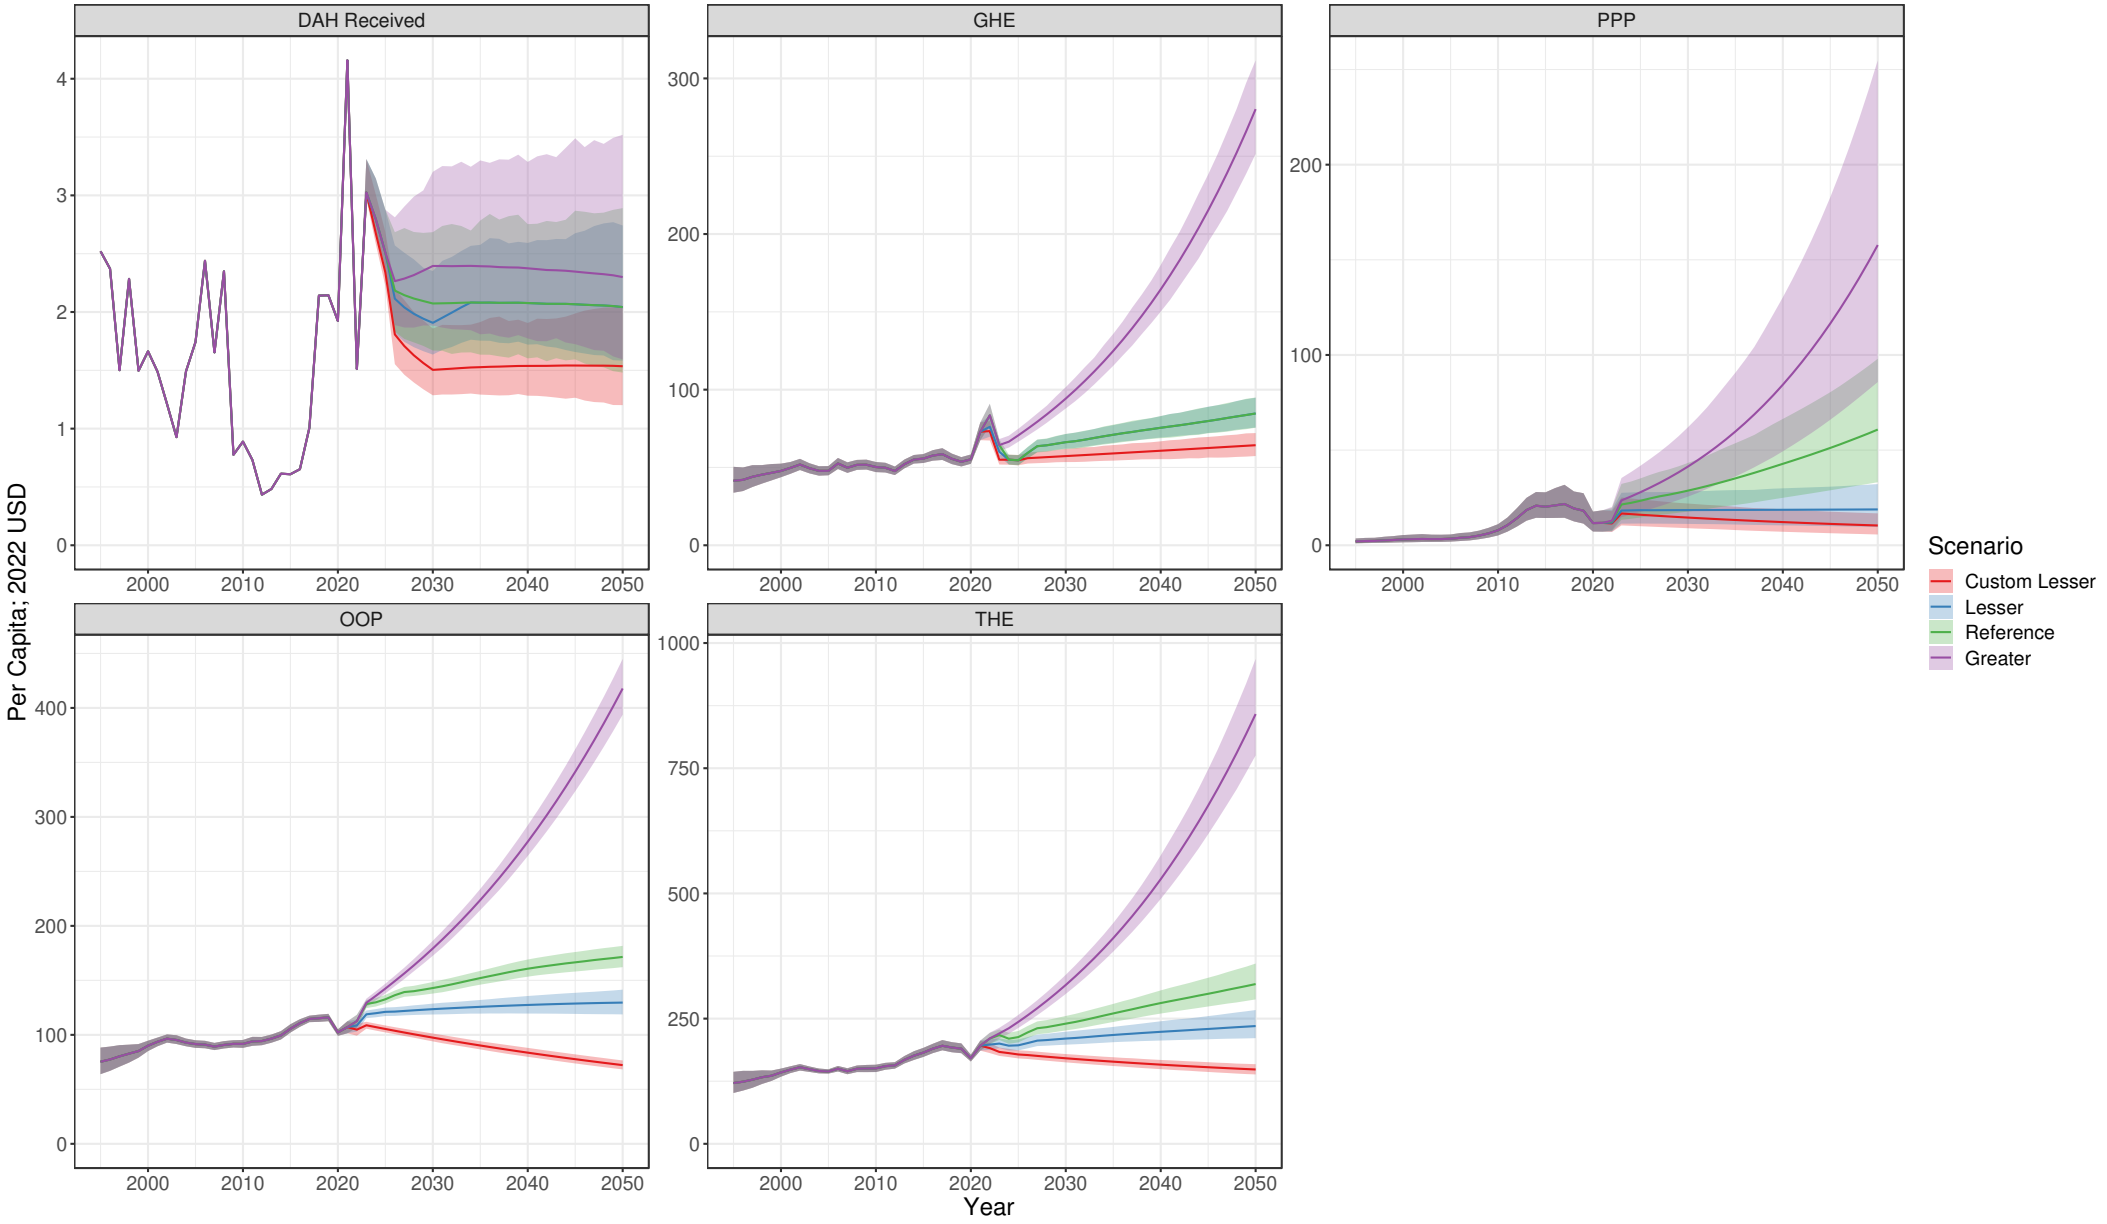 DAH Received
GHE
PPP
4
3
2
1
0
300
200
100
0
200
100
0
2000 2010 2020 2030 2040 2050
2000 2010 2020 2030 2040 2050
2000 2010 2020 2030 2040 2050
OOP
THE
400
300
200
100
0
1000
750
500
250
0
2000 2010 2020 2030 2040 2050
2000 2010 2020 2030 2040 2050
Per Capita; 2022 USD
Year
Scenario
Custom Lesser
Lesser
Reference
Greater